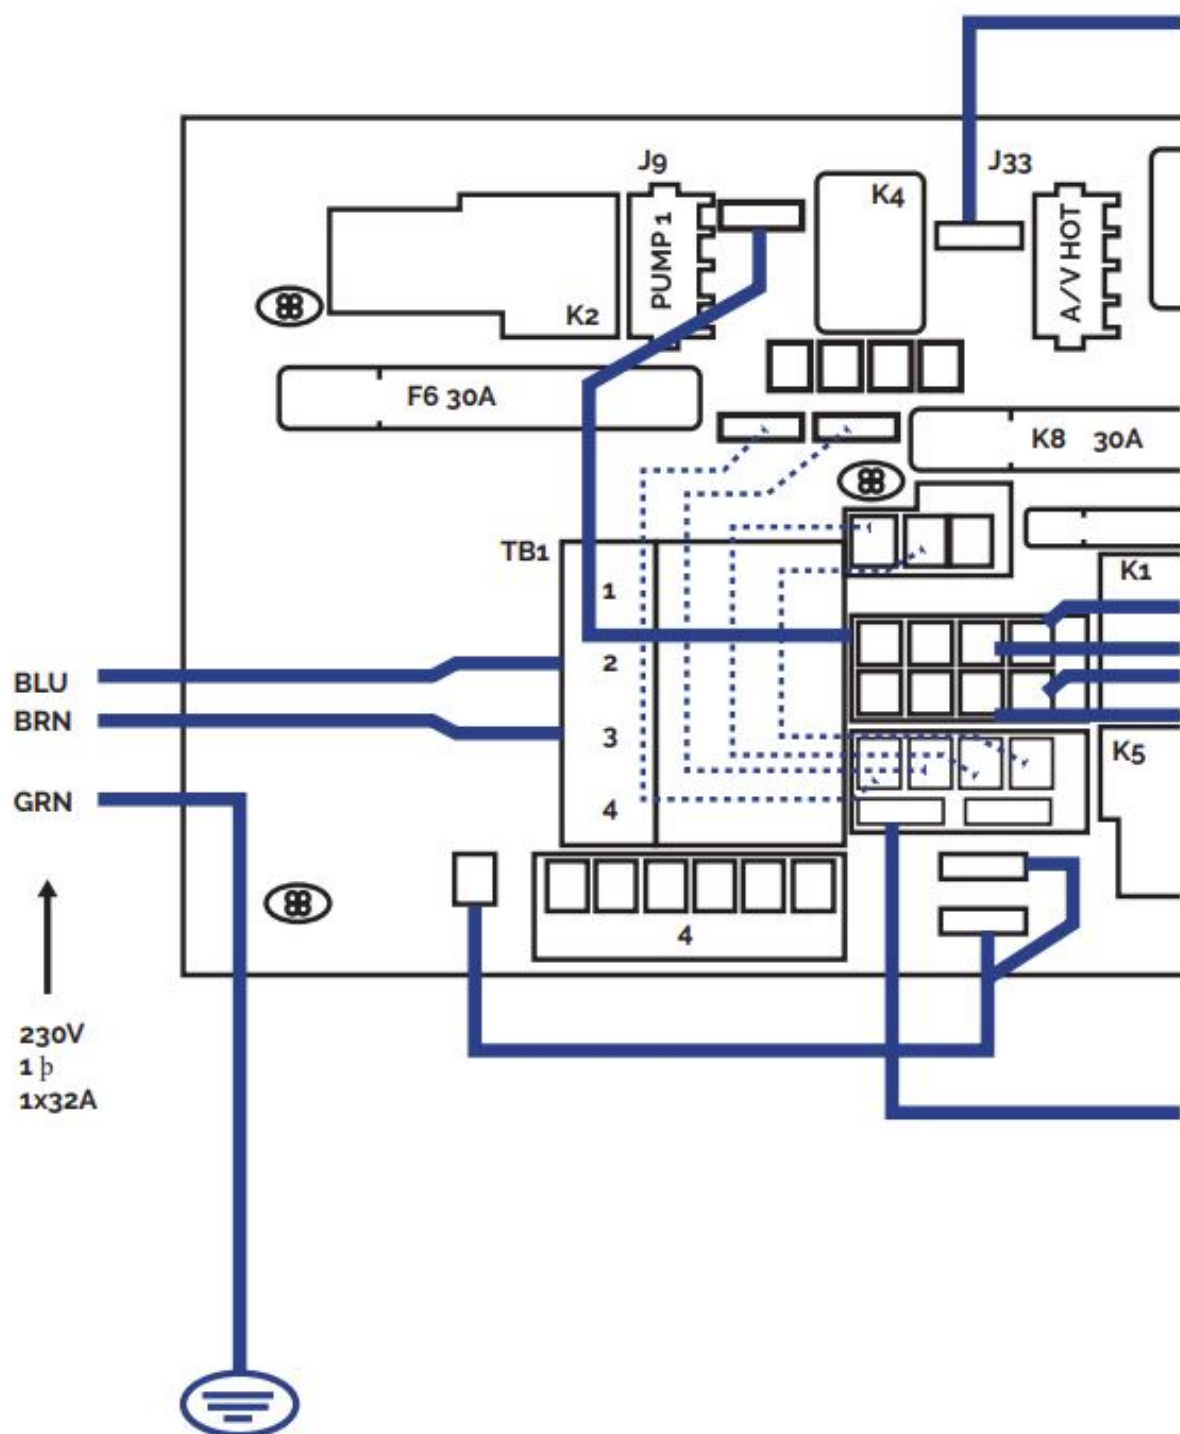 J9
J33
K4
PUMP 1
A/V HOT
K2
F6 30A
K8 30A
TB1
K1
1
2
BLU
BRN
3
K5
GRN
4
4
230V
1 þ
1x32A